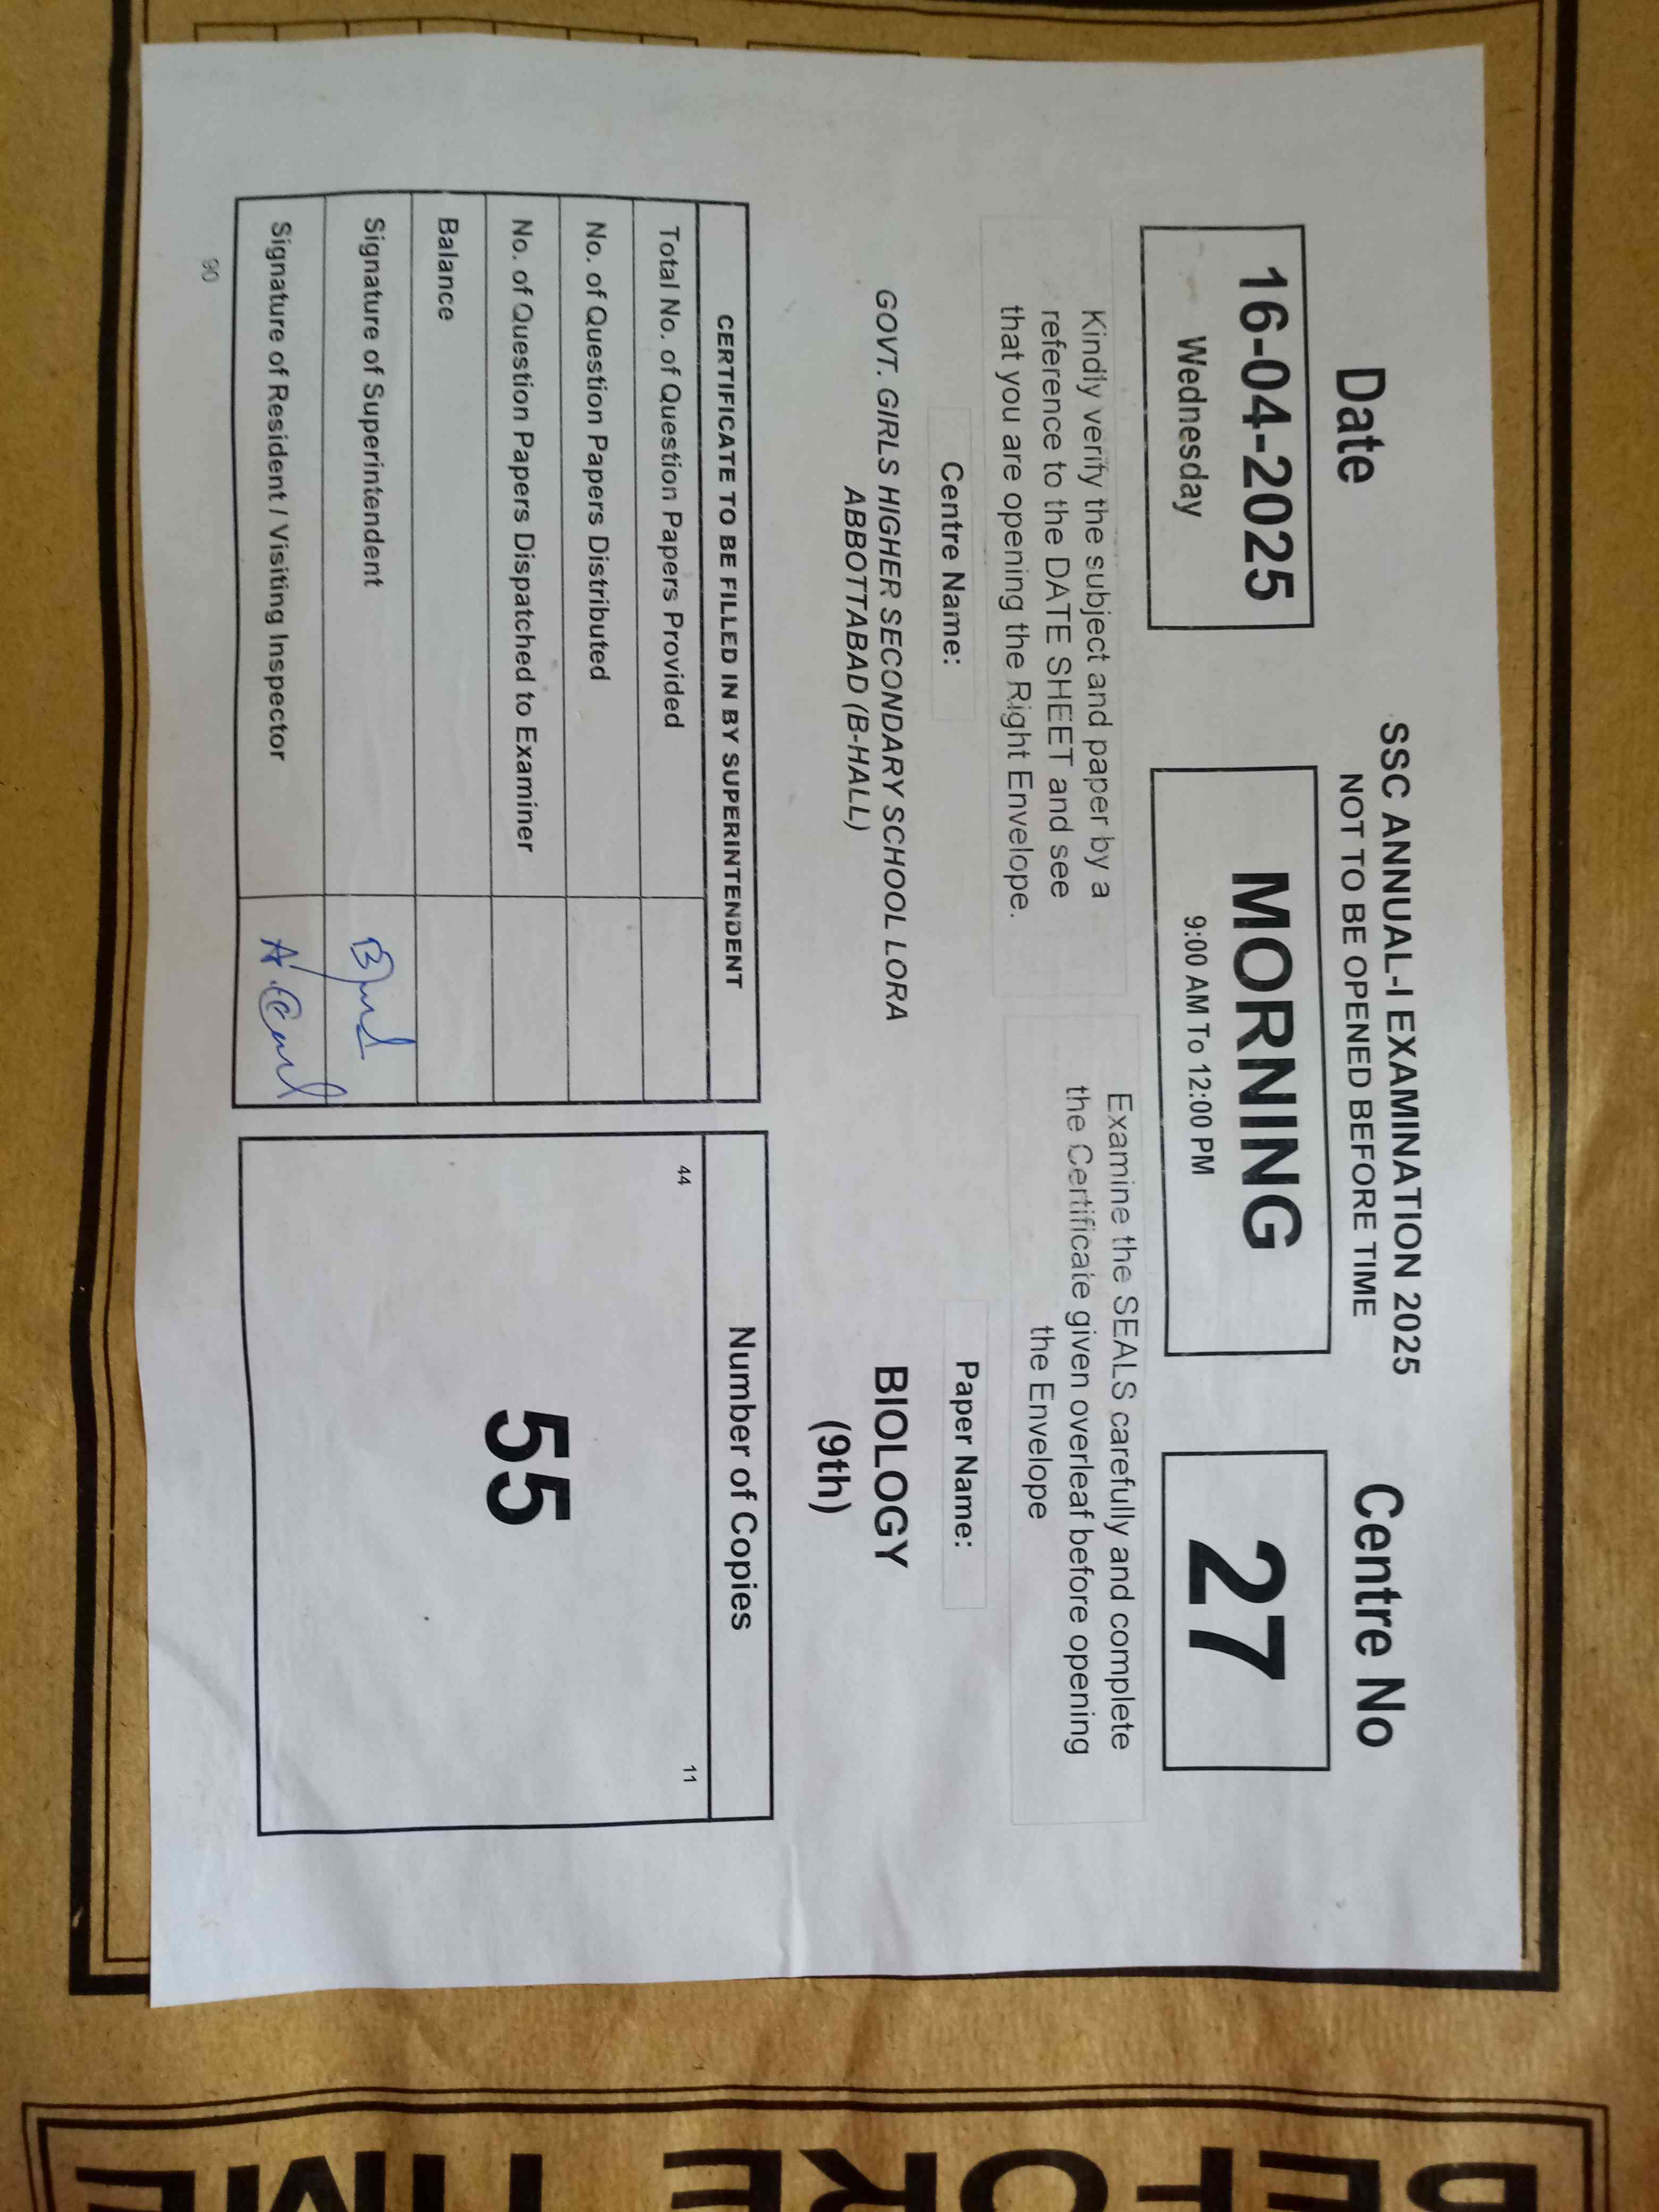 SSC ANNUAL-I EXAMINATION 2025
NOT TO BE OPENED BEFORE TIME
Date
16-04-2025
Wednesday
MORNING
9:00 AM To 12:00 PM
Centre No
27
Kindly verify the subject and paper by a
reference to the DATE SHEET and see
that you are opening the Right Envelope.
Examine the SEALS carefully and complete
the Certificate given overleaf before opening
the Envelope
Centre Name:
GOVT. GIRLS HIGHER SECONDARY SCHOOL LORA
ABBOTTABAD (B-HALL)
Paper Name:
BIOLOGY
(9th)
CERTIFICATE TO BE FILLED IN BY SUPERINTENDENT
Total No. of Question Papers Provided
No. of Question Papers Distributed
No. of Question Papers Dispatched to Examiner
Balance
Signature of Superintendent
Signature of Resident / Visiting Inspector
Number of Copies
44
11
55
90
BEFORE TIME